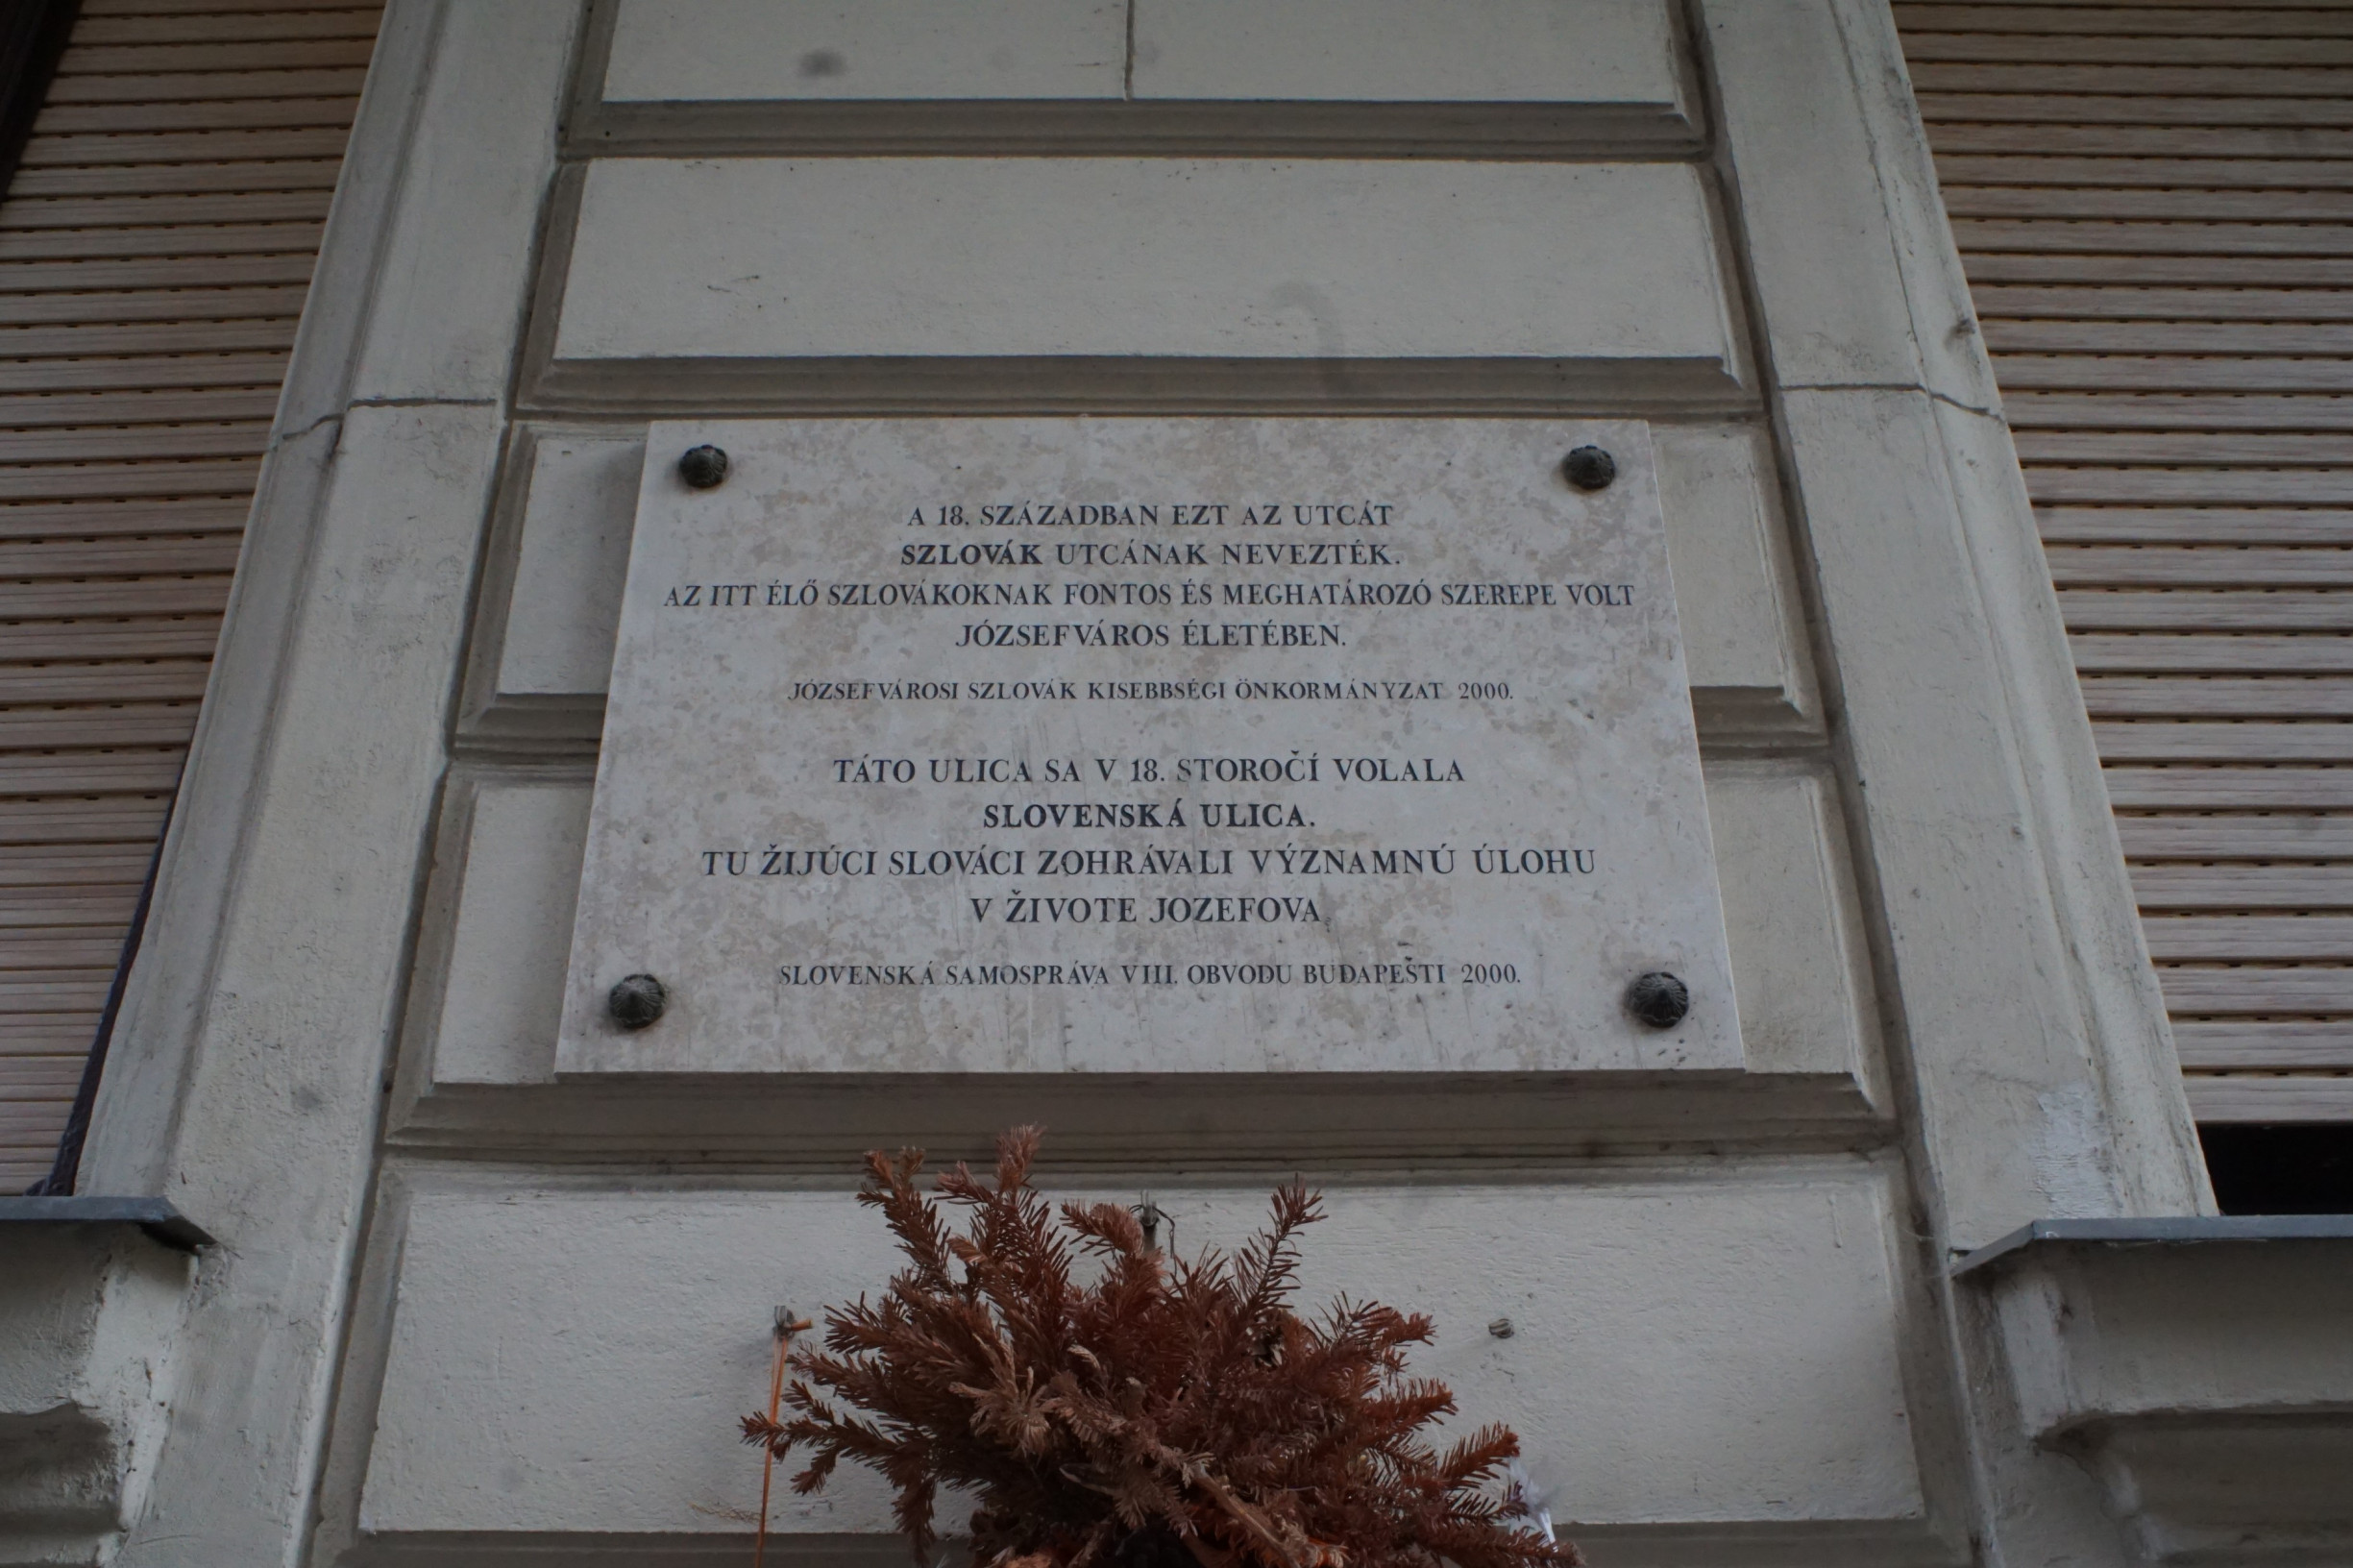 A 18. SZÁZADBAN EZT AZ UTCÁT
SZLOVÁK UTCÁNAK NEVEZTÉK.
AZ ITT ÉLŐ SZLOVÁKOKNAK FONTOS ÉS MEGHATÁROZÓ SZEREPE VOLT
JÓZSEFVÁROS ÉLETÉBEN.
JÓZSEFVÁROSI SZLOVÁK KISEBBSÉGI ÖNKORMÁNYZAT 2000.
TÁTO ULICA SA V 18. STOROČÍ VOLALA
SLOVENSKÁ ULICA.
TU ŽIJÚCI SLOVÁCI ZOHRÁVALI VÝZNAMNÚ ÚLOHU
V ŽIVOTE JOZEFOVA.
SLOVENSKÁ SAMOSPRÁVA VIII. OBVODU BUDAPEŠTI 2000.